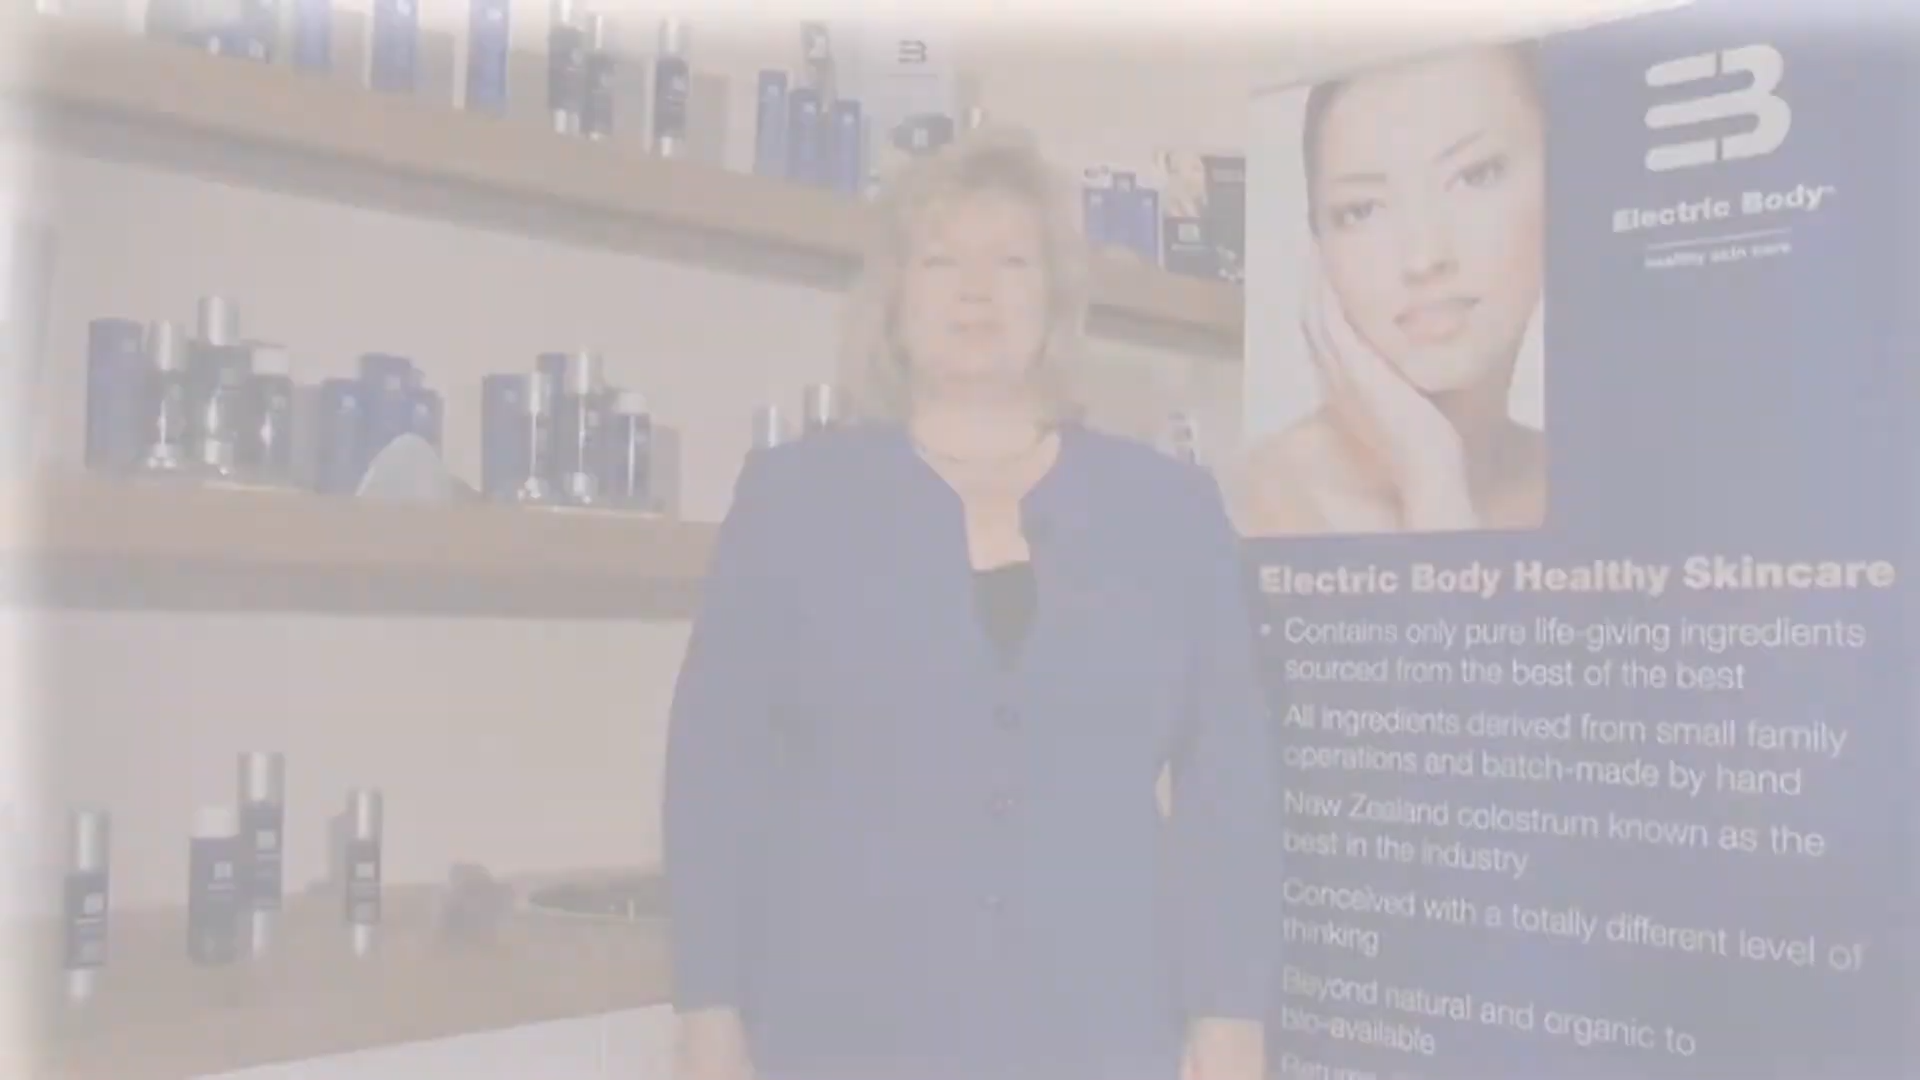 Electric Body™
healthy skin care
Electric Body Healthy Skincare
• Contains only pure life-giving ingredients
sourced from the best of the best
All ingredients derived from small family
operations and batch-made by hand
New Zealand colostrum known as the
best in the industry
Conceived with a totally different level of
thinking
Beyond natural and organic to
bio-available